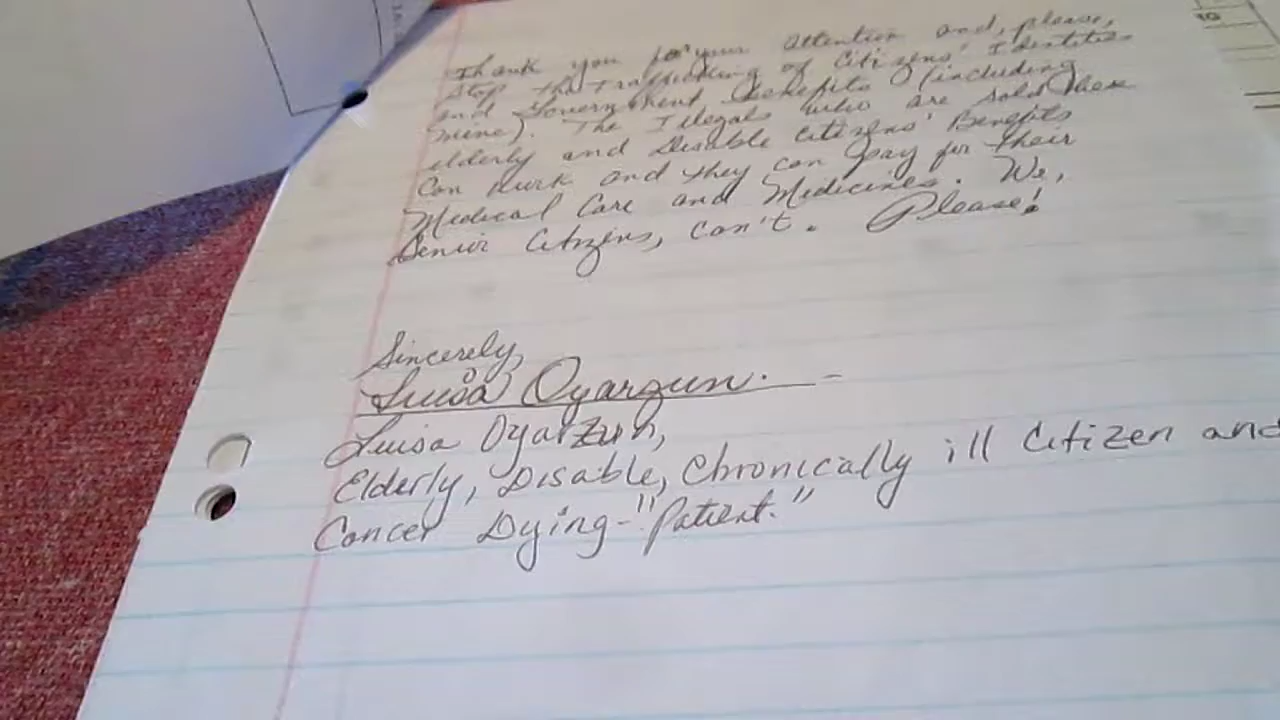 Thank you for your attention and, please,
stop the Trafficking of Citizens' Identities
and Government Benefits (including
mine). The Illegals who are sold these
elderly and Disable Citizens' Benefits
Can Work and they can pay for their
Medical Care and Medicines. We,
Senior Citizens, can't. Please!
Sincerely,
Luisa Oyarzun.
Luisa Oyarzun,
Elderly, Disable, Chronically ill Citizen and
Cancer Dying-"Patient."
10